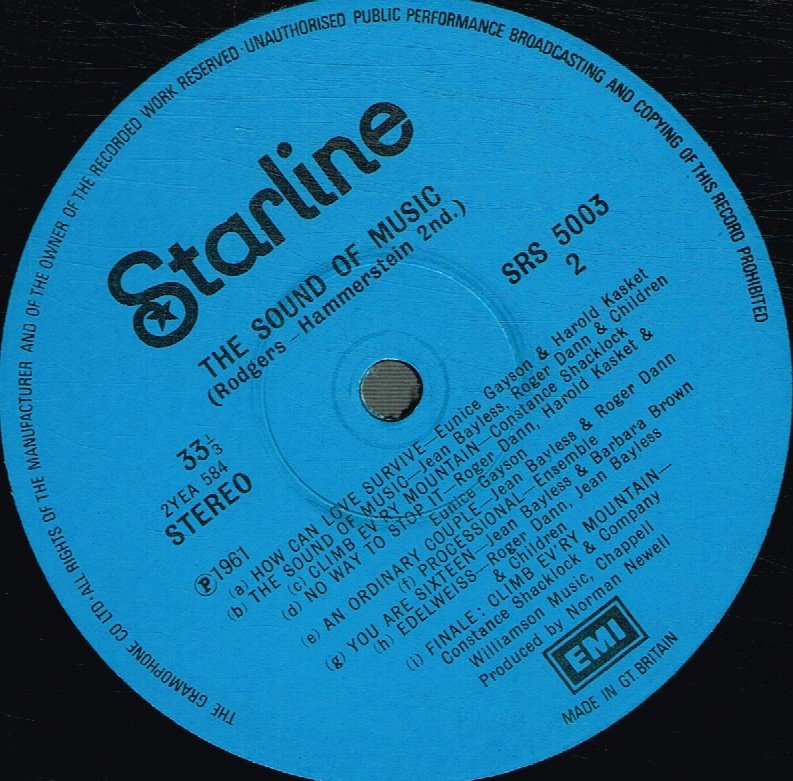 THE GRAMOPHONE CO LTD·ALL RIGHTS OF THE MANUFACTURER AND OF THE OWNER OF THE RECORDED WORK RESERVED·UNAUTHORISED PUBLIC PERFORMANCE BROADCASTING AND COPYING OF THIS RECORD PROHIBITED
Starline
THE SOUND OF MUSIC
(Rodgers—Hammerstein 2nd.)
SRS 5003
2
33⅓
2YEA 584
STEREO
℗1961
(a) HOW CAN LOVE SURVIVE—Eunice Gayson & Harold Kasket
(b) THE SOUND OF MUSIC—Jean Bayless, Roger Dann & Children
(c) CLIMB EV'RY MOUNTAIN—Constance Shacklock
(d) NO WAY TO STOP IT—Roger Dann, Harold Kasket &
Eunice Gayson
(e) AN ORDINARY COUPLE—Jean Bayless & Roger Dann
(f) PROCESSIONAL—Ensemble
(g) YOU ARE SIXTEEN—Jean Bayless & Barbara Brown
(h) EDELWEISS—Roger Dann, Jean Bayless
& Children
(i) FINALE: CLIMB EV'RY MOUNTAIN—
Constance Shacklock & Company
Williamson Music, Chappell
Produced by Norman Newell
EMI
MADE IN GT BRITAIN